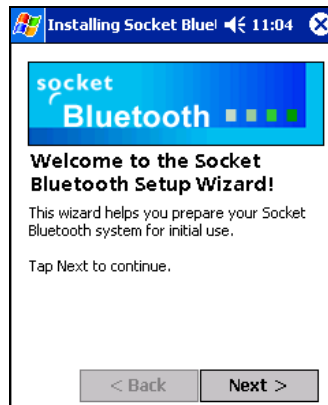 Installing Socket Bluet 11:04
socket
Bluetooth
Welcome to the Socket
Bluetooth Setup Wizard!
This wizard helps you prepare your Socket
Bluetooth system for initial use.
Tap Next to continue.
< Back Next >